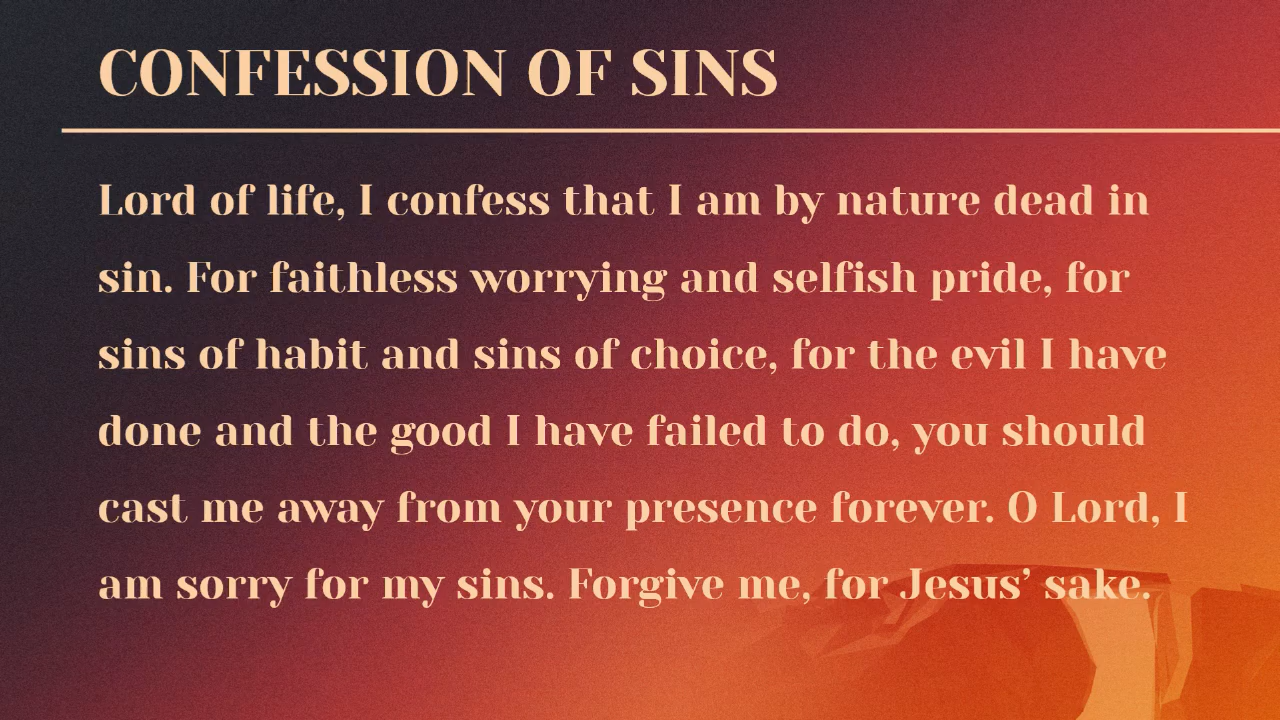 CONFESSION OF SINS
Lord of life, I confess that I am by nature dead in
sin. For faithless worrying and selfish pride, for
sins of habit and sins of choice, for the evil I have
done and the good I have failed to do, you should
cast me away from your presence forever. O Lord, I
am sorry for my sins. Forgive me, for Jesus’ sake.